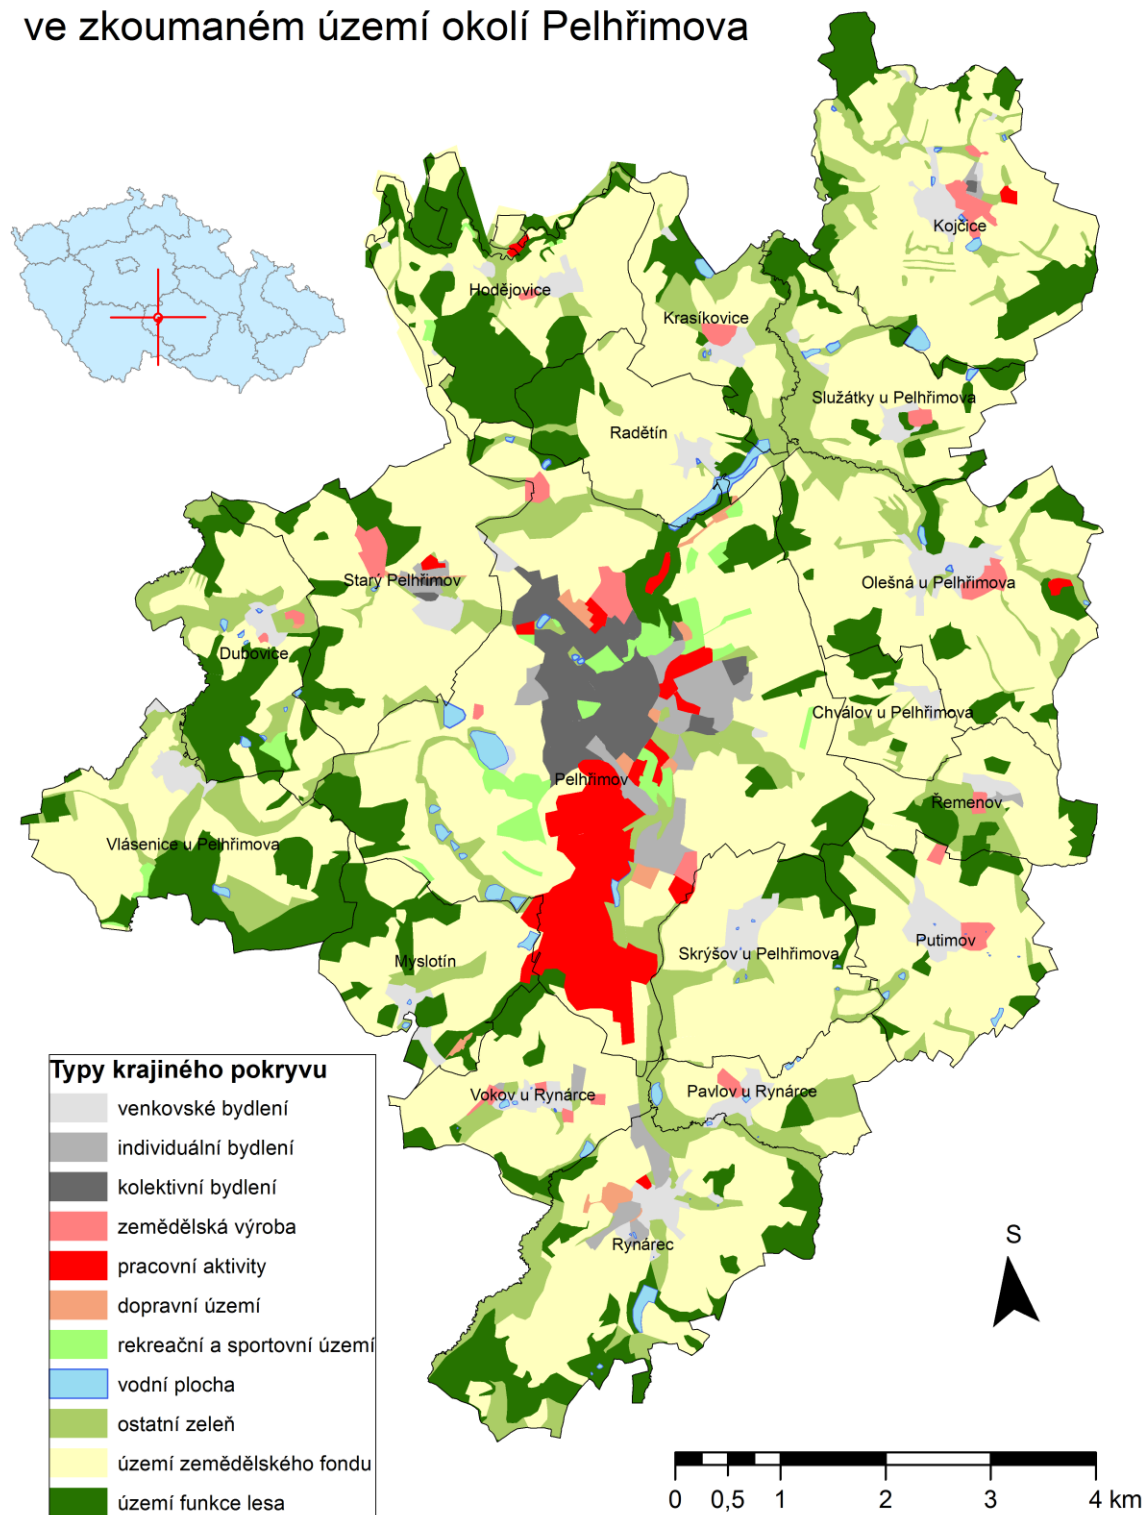 ve zkoumaném území okolí Pelhřimova
Kojčice
Hodějovice
Krasíkovice
Služátky u Pelhřimova
Radětín
Starý Pelhřimov
Olešná u Pelhřimova
Dubovice
Chválov u Pelhřimova
Pelhřimov
Řemenov
Vlásenice u Pelhřimova
Skrýšov u Pelhřimova
Putimov
Myslotín
Vokov u Rynárce
Pavlov u Rynárce
Rynárec
Typy krajiného pokryvu
venkovské bydlení
individuální bydlení
kolektivní bydlení
zemědělská výroba
pracovní aktivity
dopravní území
rekreační a sportovní území
vodní plocha
ostatní zeleň
území zemědělského fondu
území funkce lesa
S
0 0,5 1 2 3 4 km